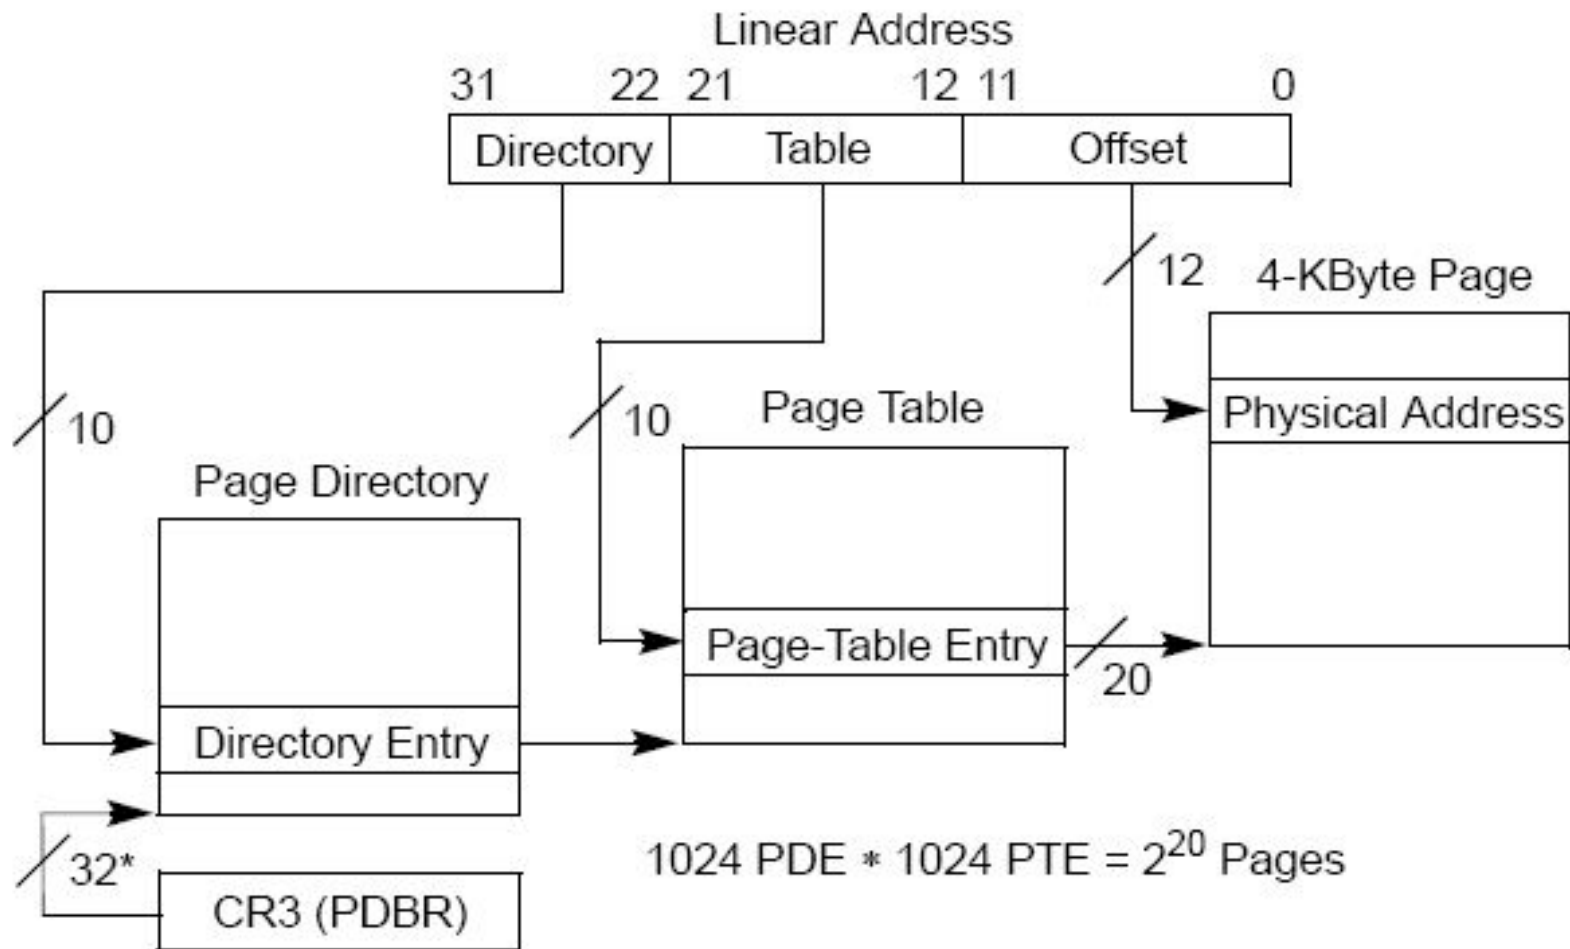 Linear Address
31 22 21 12 11 0
Directory Table Offset
12
4-KByte Page
10
10
Page Table
Physical Address
Page Directory
Page-Table Entry
20
Directory Entry
32*
1024 PDE * 1024 PTE = 2^20 Pages
CR3 (PDBR)